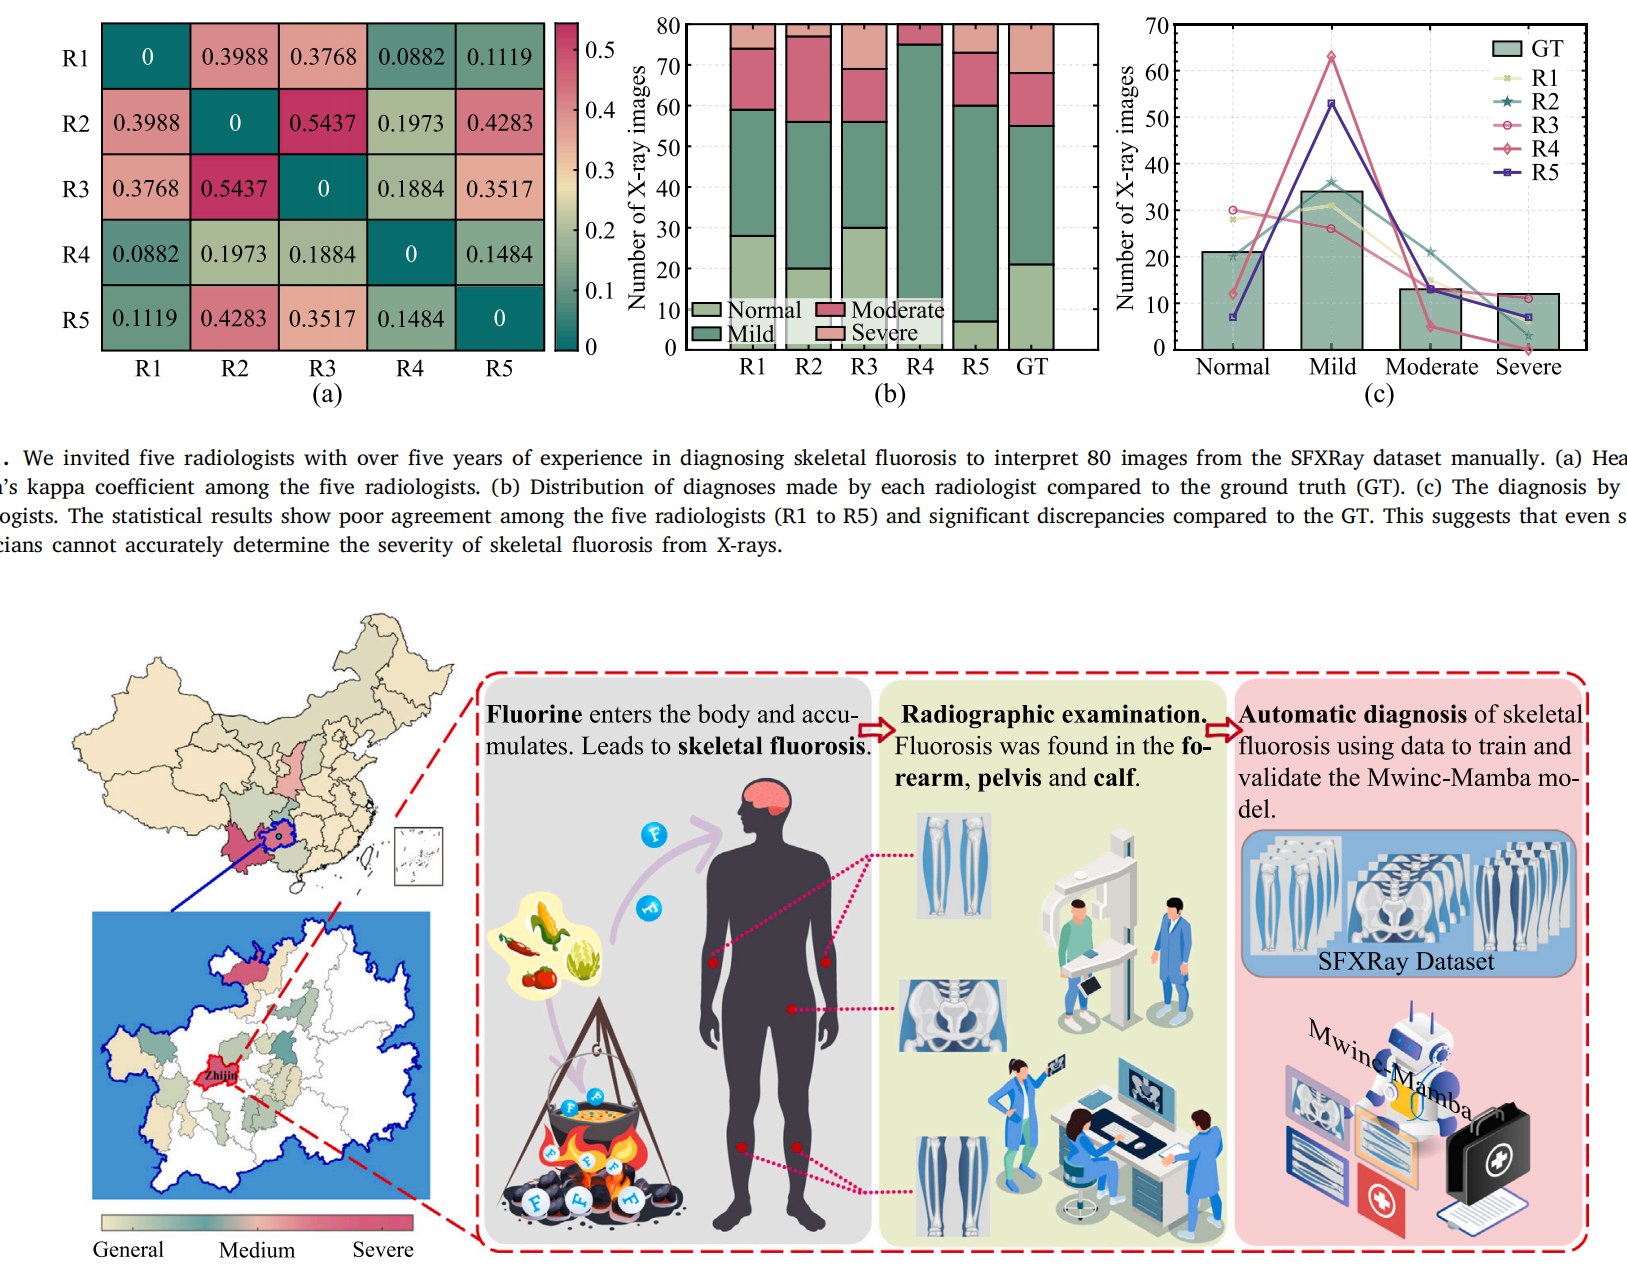 R1 0 0.3988 0.3768 0.0882 0.1119
R2 0.3988 0 0.5437 0.1973 0.4283
R3 0.3768 0.5437 0 0.1884 0.3517
R4 0.0882 0.1973 0.1884 0 0.1484
R5 0.1119 0.4283 0.3517 0.1484 0
R1 R2 R3 R4 R5
0.5
0.4
0.3
0.2
0.1
0
(a)
Number of X-ray images
80
70
60
50
40
30
20
10
0
Normal Moderate
Mild Severe
R1 R2 R3 R4 R5 GT
(b)
Number of X-ray images
70
60
50
40
30
20
10
0
GT
R1
R2
R3
R4
R5
Normal Mild Moderate Severe
(c)
. We invited five radiologists with over five years of experience in diagnosing skeletal fluorosis to interpret 80 images from the SFXRay dataset manually. (a) Hea
's kappa coefficient among the five radiologists. (b) Distribution of diagnoses made by each radiologist compared to the ground truth (GT). (c) The diagnosis by
ogists. The statistical results show poor agreement among the five radiologists (R1 to R5) and significant discrepancies compared to the GT. This suggests that even s
cians cannot accurately determine the severity of skeletal fluorosis from X-rays.
Zhijin
General Medium Severe
Fluorine enters the body and accu-
mulates. Leads to skeletal fluorosis.
F
F
F
F
F
F
F
F
F
F
Radiographic examination.
Fluorosis was found in the fo-
rearm, pelvis and calf.
Automatic diagnosis of skeletal
fluorosis using data to train and
validate the Mwinc-Mamba mo-
del.
SFXRay Dataset
Mwinc-Mamba